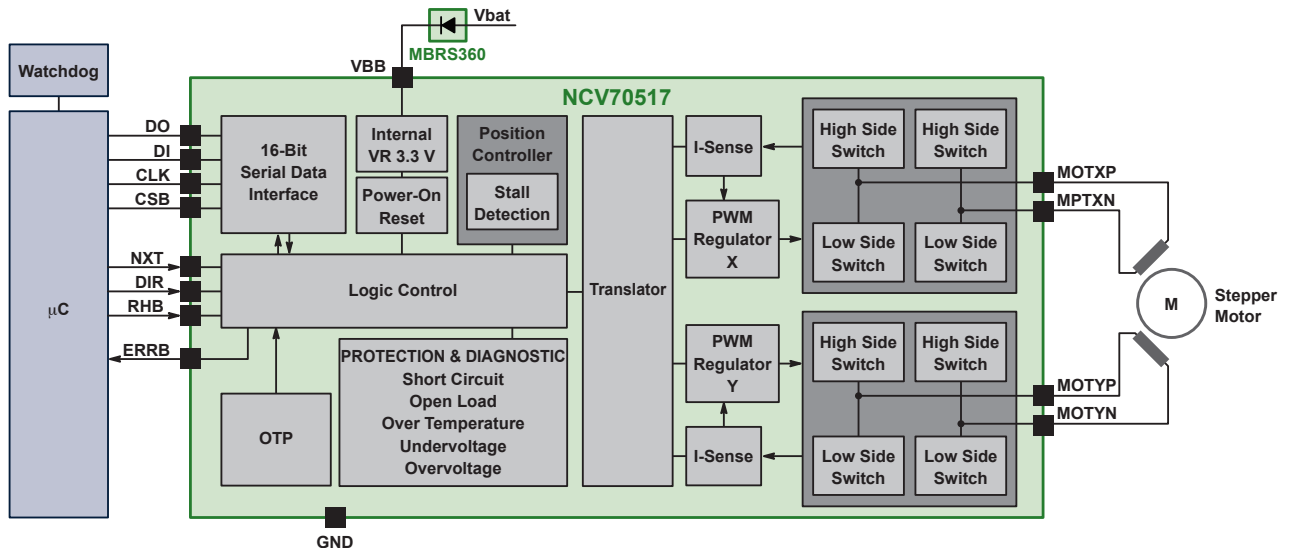 Vbat
MBRS360
VBB
NCV70517
Watchdog
μC
DO
DI
CLK
CSB
NXT
DIR
RHB
ERRB
16-Bit
Serial Data
Interface
Internal
VR 3.3 V
Power-On
Reset
Position
Controller
Stall
Detection
Logic Control
OTP
PROTECTION & DIAGNOSTIC
Short Circuit
Open Load
Over Temperature
Undervoltage
Overvoltage
Translator
I-Sense
PWM
Regulator
X
PWM
Regulator
Y
I-Sense
High Side
Switch
High Side
Switch
Low Side
Switch
Low Side
Switch
High Side
Switch
High Side
Switch
Low Side
Switch
Low Side
Switch
MOTXP
MPTXN
MOTYP
MOTYN
M
Stepper
Motor
GND